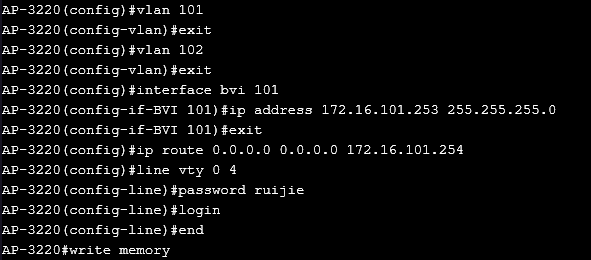 AP-3220(config)#vlan 101
AP-3220(config-vlan)#exit
AP-3220(config)#vlan 102
AP-3220(config-vlan)#exit
AP-3220(config)#interface bvi 101
AP-3220(config-if-BVI 101)#ip address 172.16.101.253 255.255.255.0
AP-3220(config-if-BVI 101)#exit
AP-3220(config)#ip route 0.0.0.0 0.0.0.0 172.16.101.254
AP-3220(config)#line vty 0 4
AP-3220(config-line)#password ruijie
AP-3220(config-line)#login
AP-3220(config-line)#end
AP-3220#write memory